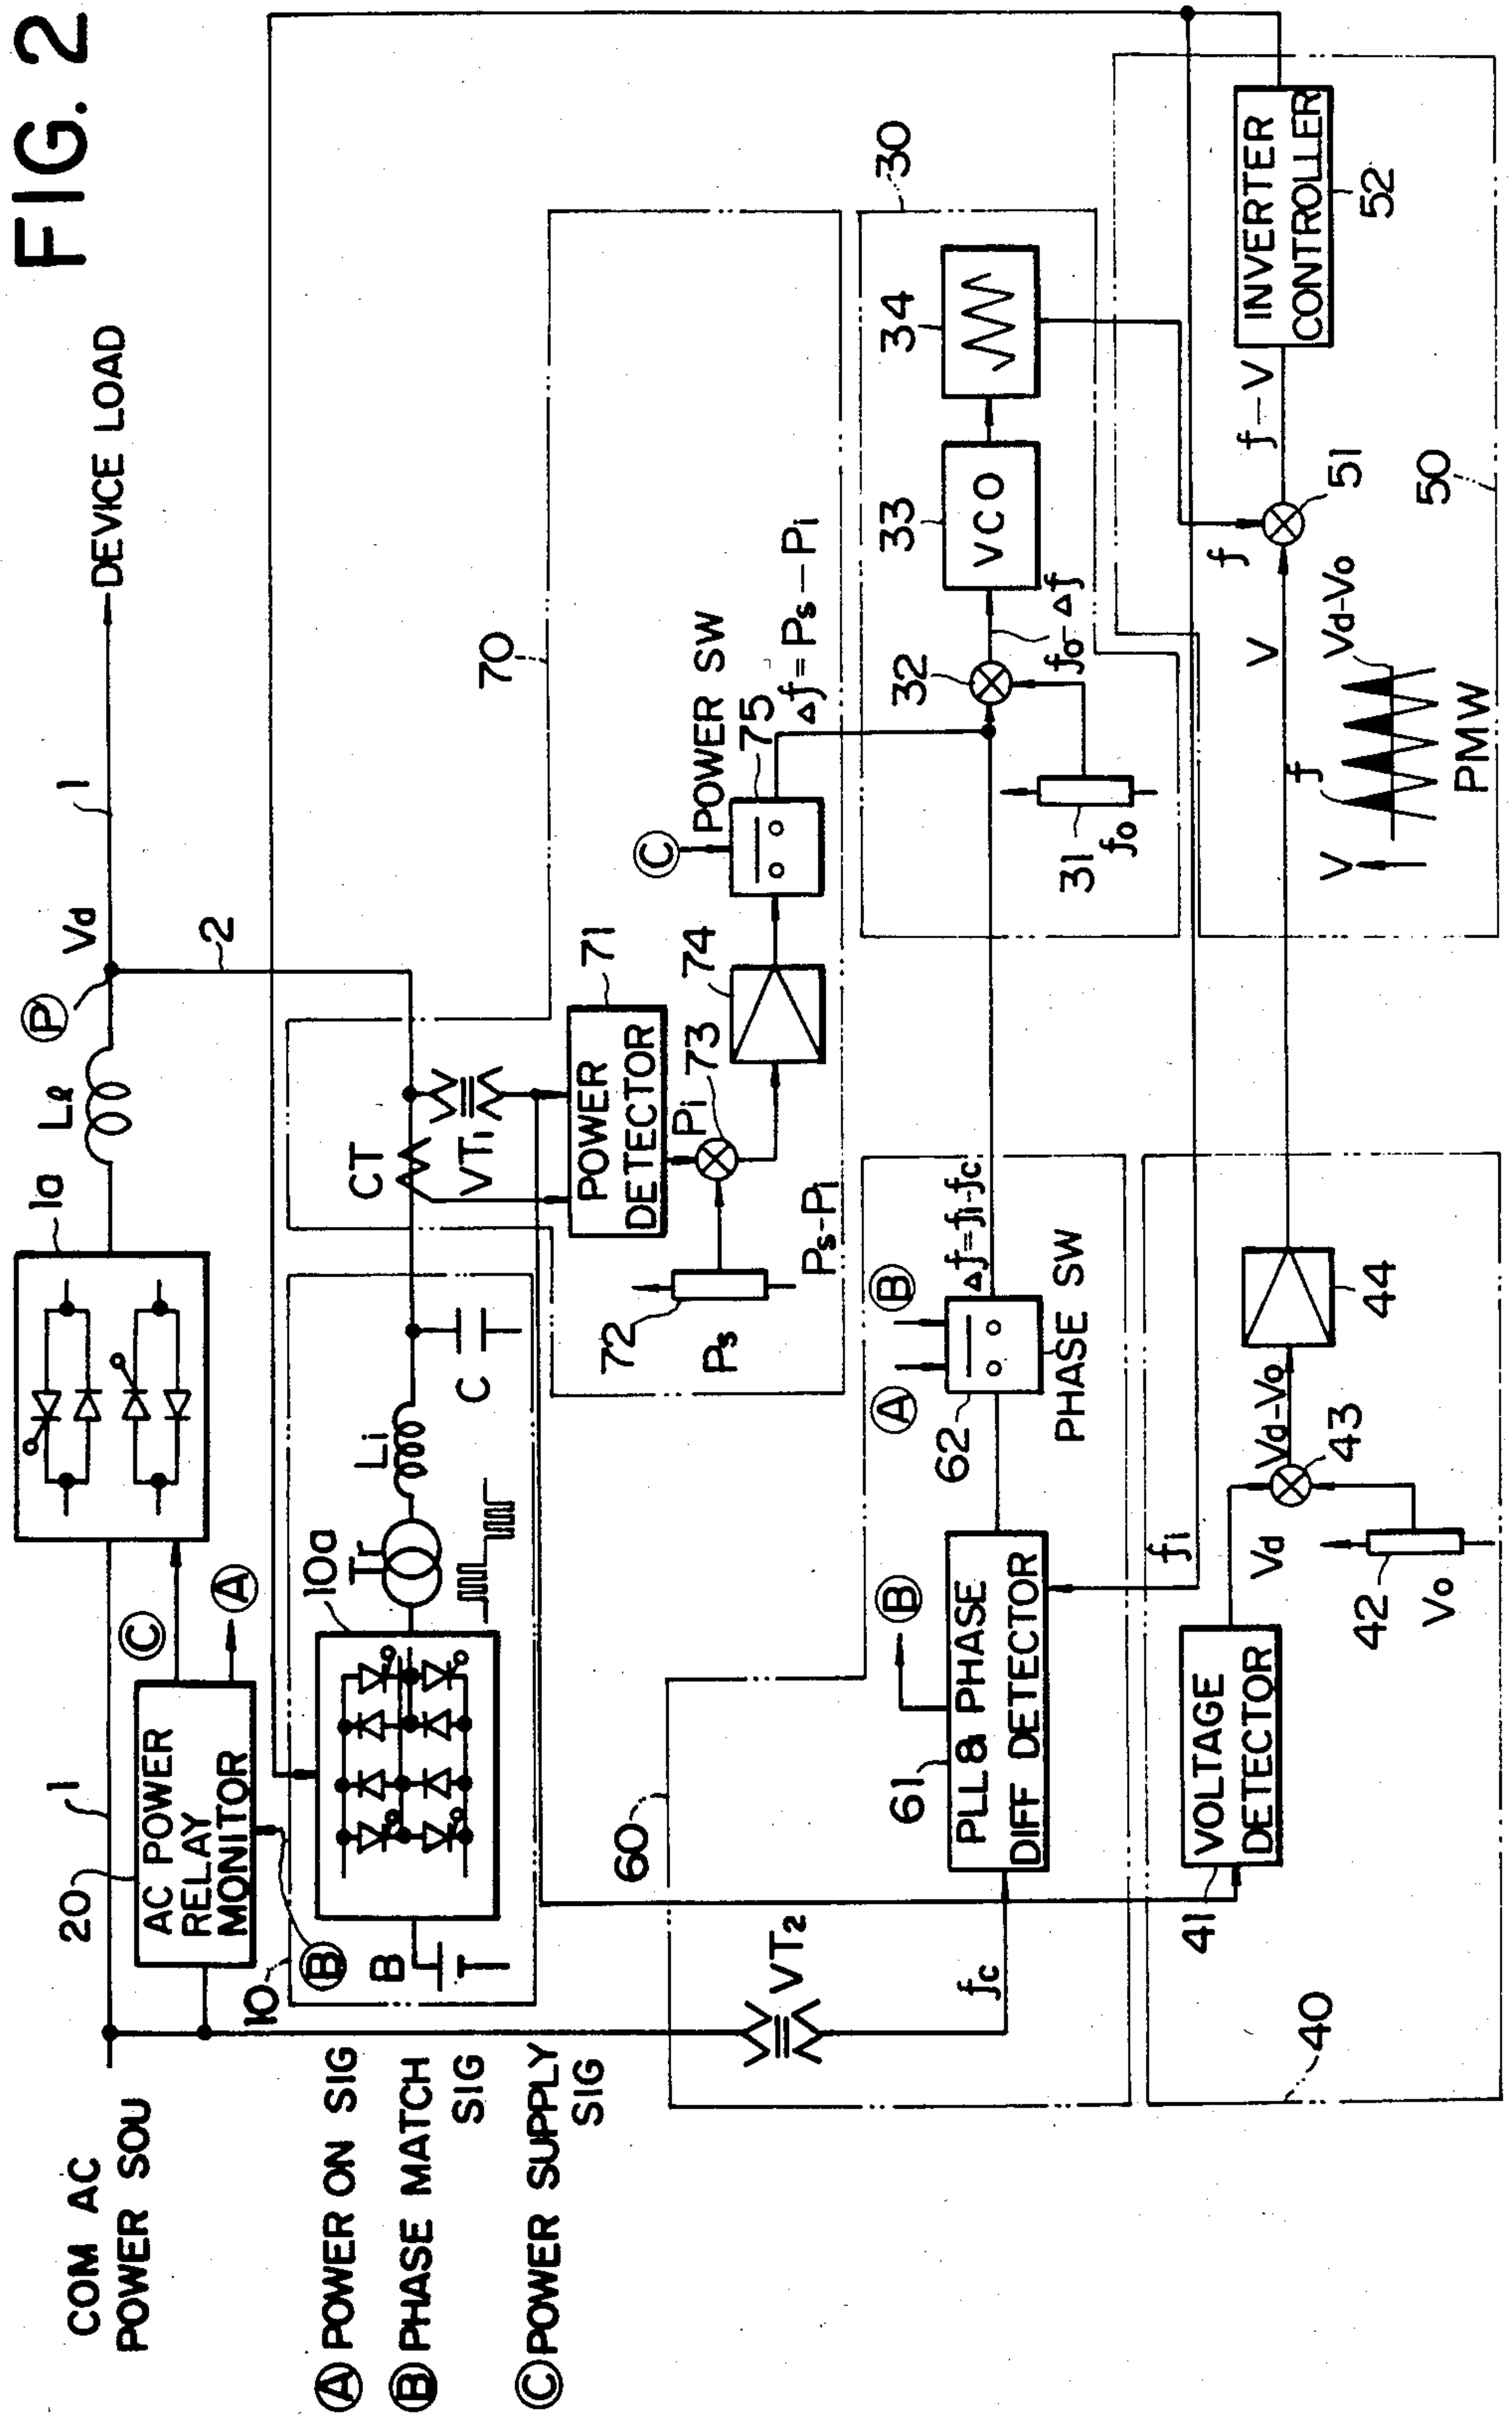 FIG. 2
COM AC
POWER SOU
1
20
AC POWER
RELAY
MONITOR
Ⓒ
Ⓐ
1a
Lℓ
Ⓟ
Vd
1
DEVICE LOAD
2
Ⓐ POWER ON SIG
Ⓑ PHASE MATCH
SIG
Ⓒ POWER SUPPLY
SIG
10
Ⓑ
B
10a
Tr
Li
C
CT
VT1
70
POWER
DETECTOR
71
72
Ps
Pi
73
Ps-Pi
74
Ⓒ
POWER SW
75
Δf=Ps-Pi
60
VT2
fc
61
PLL& PHASE
DIFF DETECTOR
Ⓑ
fi
62
Ⓐ
Ⓑ
Δf=fi-fc
PHASE SW
30
31
fo
32
fo-Δf
33
VCO
34
40
41
VOLTAGE
DETECTOR
Vd
42
Vo
43
Vd-Vo
44
V
f
51
f-V
INVERTER
CONTROLLER
52
50
V
f
Vd-Vo
PMW